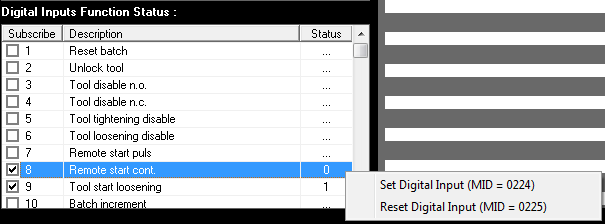 Digital Inputs Function Status :
Subscribe Description Status
1 Reset batch ...
2 Unlock tool ...
3 Tool disable n.o. ...
4 Tool disable n.c. ...
5 Tool tightening disable ...
6 Tool loosening disable ...
7 Remote start puls ...
8 Remote start cont. 0
9 Tool start loosening 1
10 Batch increment ...
Set Digital Input (MID = 0224)
Reset Digital Input (MID = 0225)